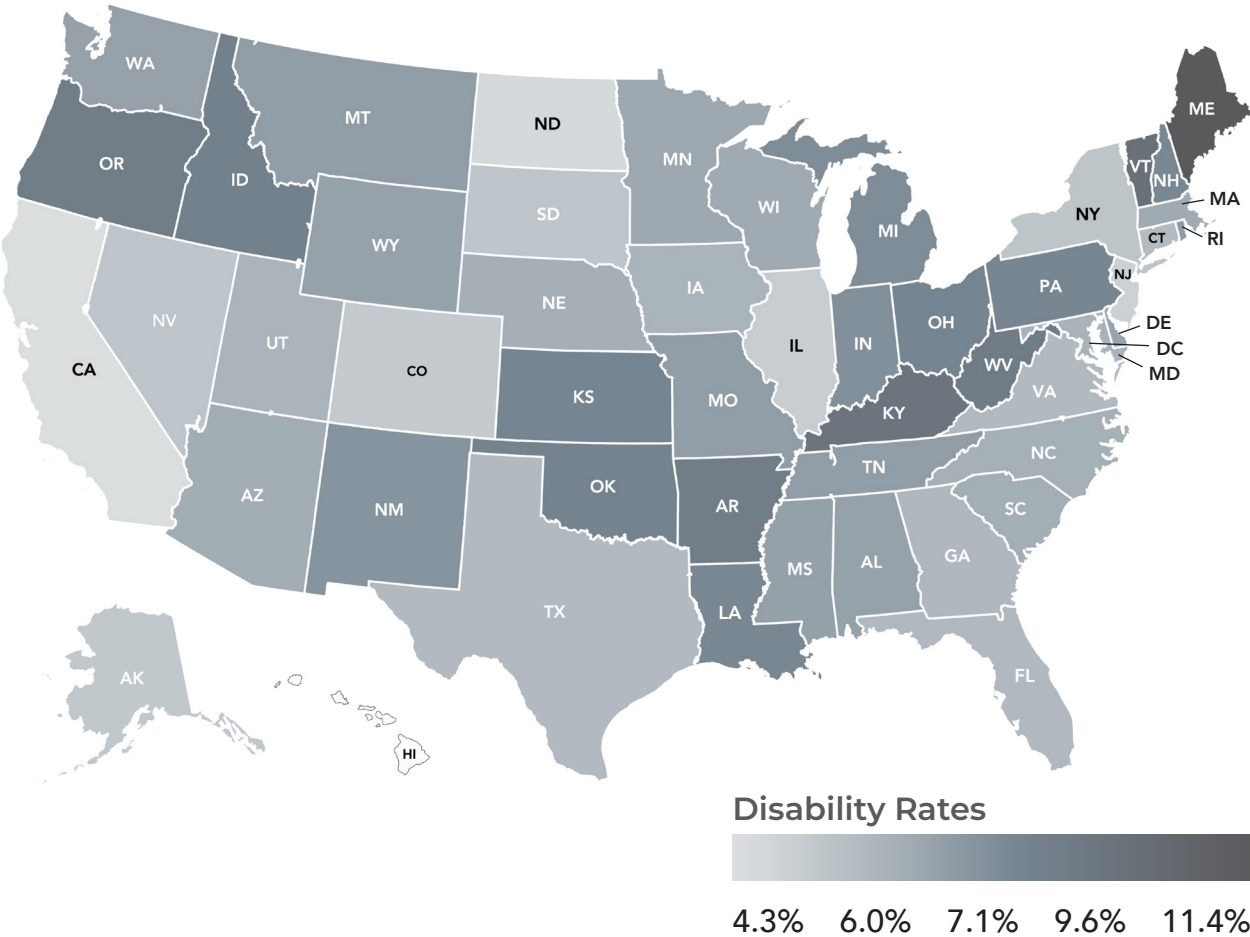 WA
MT
ND
MN
ME
OR
ID
VT
NH
SD
WI
MI
NY
MA
WY
CT
RI
IA
NE
PA
NJ
NV
UT
IL
IN
OH
DE
DC
MD
CA
CO
KS
MO
WV
VA
KY
AZ
NM
OK
AR
TN
NC
SC
MS
AL
GA
TX
LA
AK
FL
HI
Disability Rates
4.3% 6.0% 7.1% 9.6% 11.4%